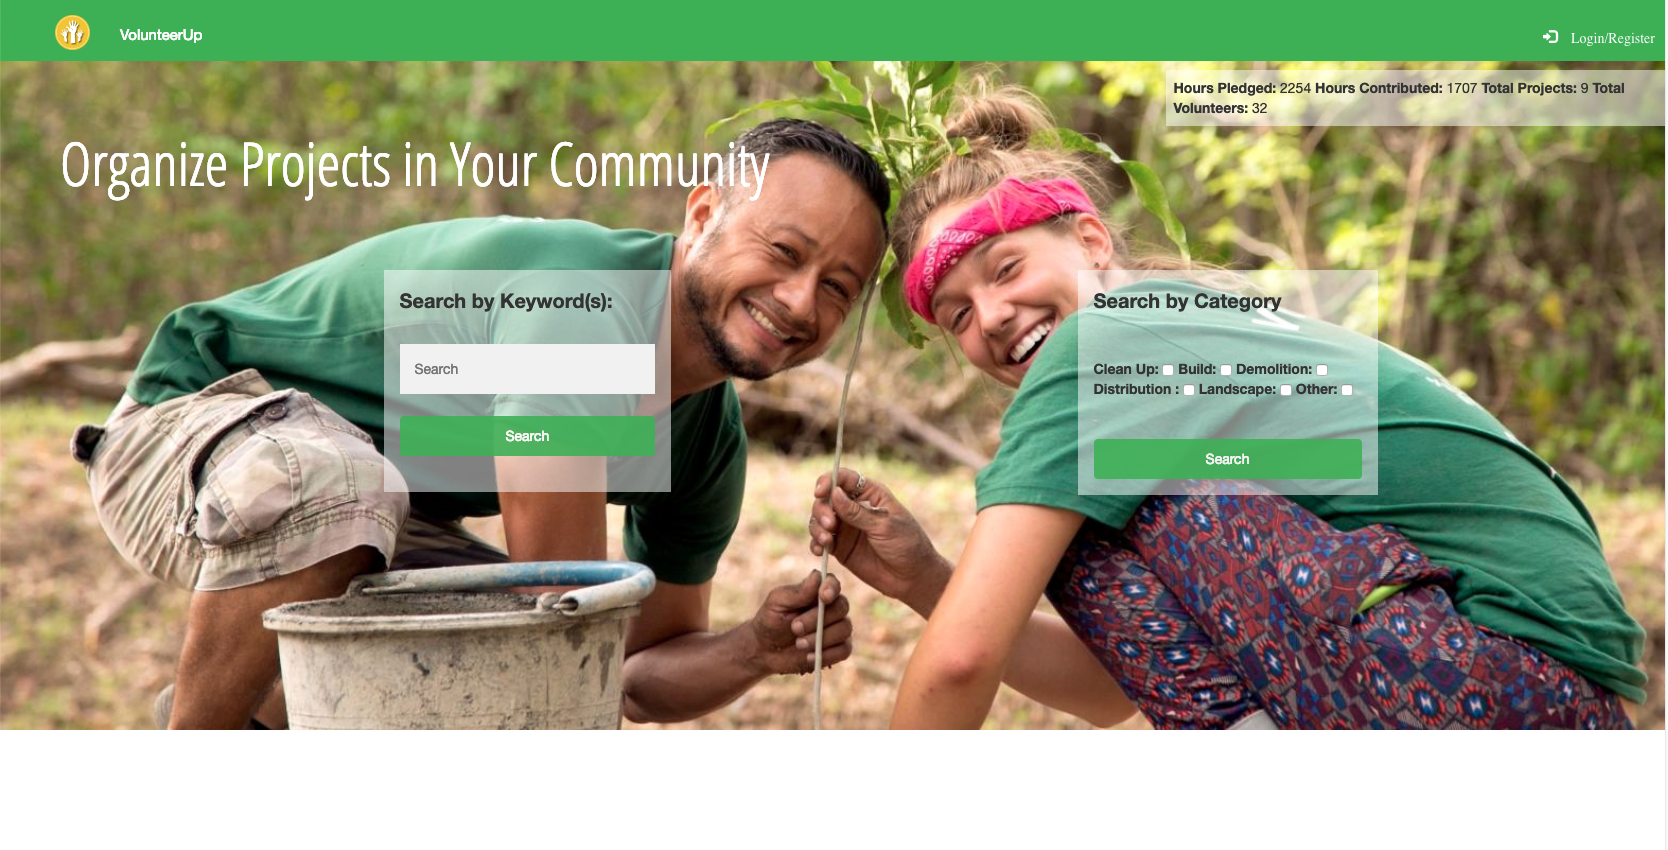 VolunteerUp
Login/Register
Hours Pledged: 2254 Hours Contributed: 1707 Total Projects: 9 Total
Volunteers: 32
Organize Projects in Your Community
Search by Keyword(s):
Search
Search
Search by Category
Clean Up: Build: Demolition:
Distribution : Landscape: Other:
Search